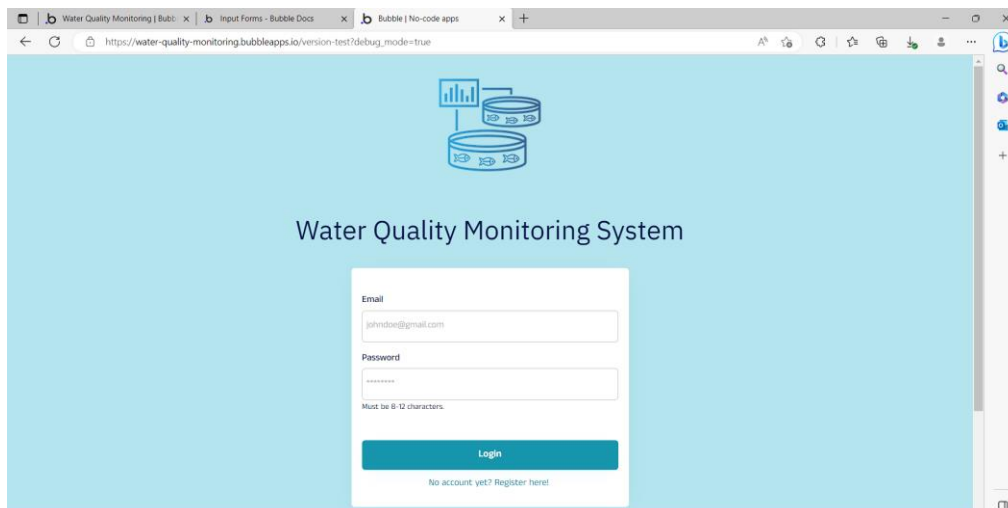 Water Quality Monitoring | Bubb
Input Forms - Bubble Docs
Bubble | No-code apps
https://water-quality-monitoring.bubbleapps.io/version-test?debug_mode=true
Water Quality Monitoring System
Email
johndoe@gmail.com
Password
********
Must be 8-12 characters.
Login
No account yet? Register here!